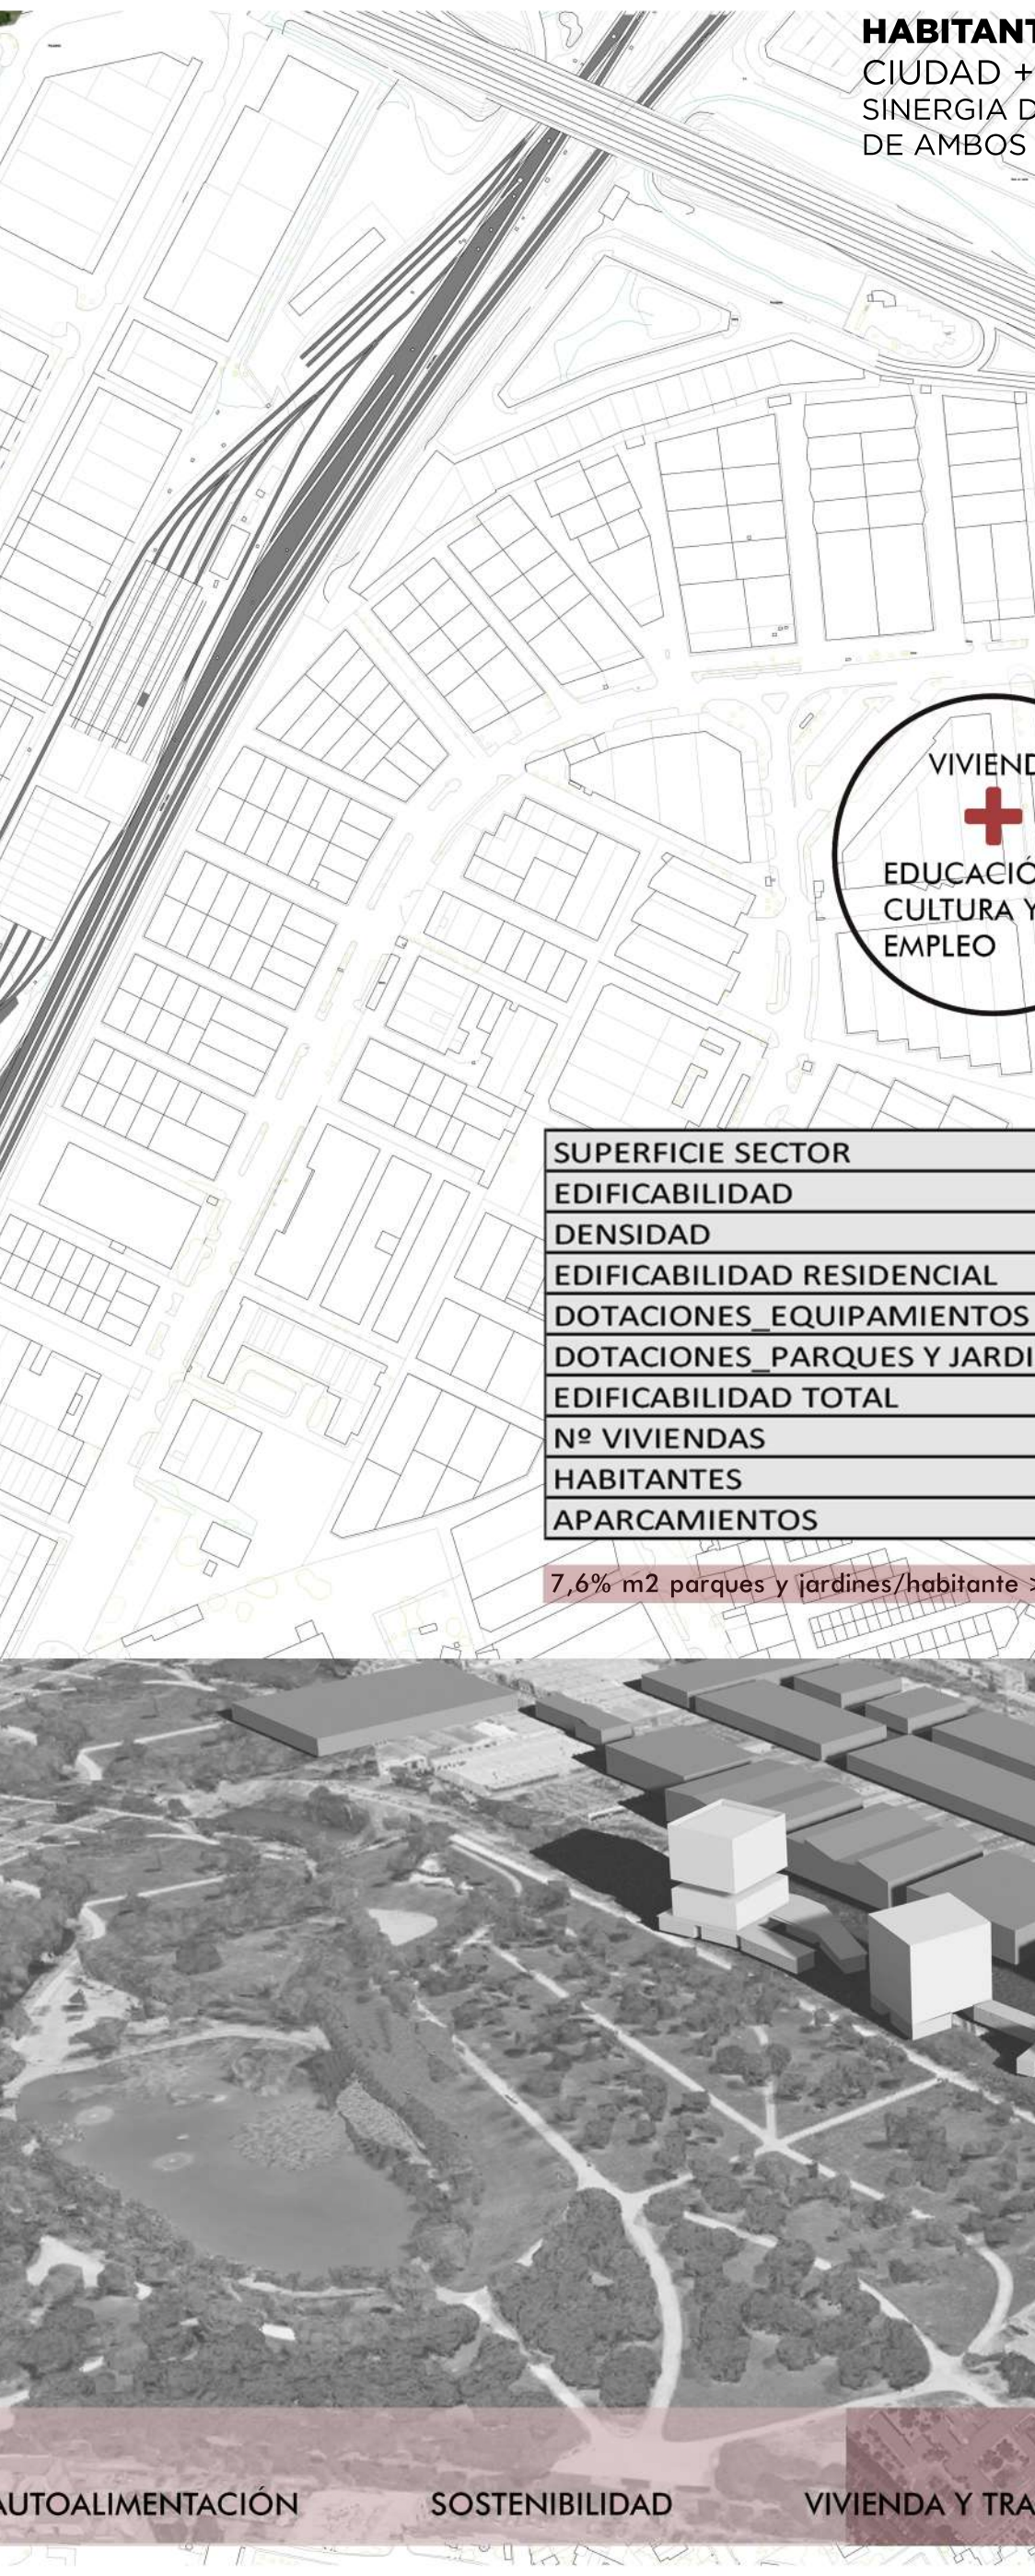 HABITANT
CIUDAD +
SINERGIA D
DE AMBOS
VIVIEND
EDUCACIÓ
CULTURA Y
EMPLEO
SUPERFICIE SECTOR
EDIFICABILIDAD
DENSIDAD
EDIFICABILIDAD RESIDENCIAL
DOTACIONES_EQUIPAMIENTOS
DOTACIONES_PARQUES Y JARDI
EDIFICABILIDAD TOTAL
Nº VIVIENDAS
HABITANTES
APARCAMIENTOS
7,6% m2 parques y jardines/habitante >
AUTOALIMENTACIÓN SOSTENIBILIDAD VIVIENDA Y TRA